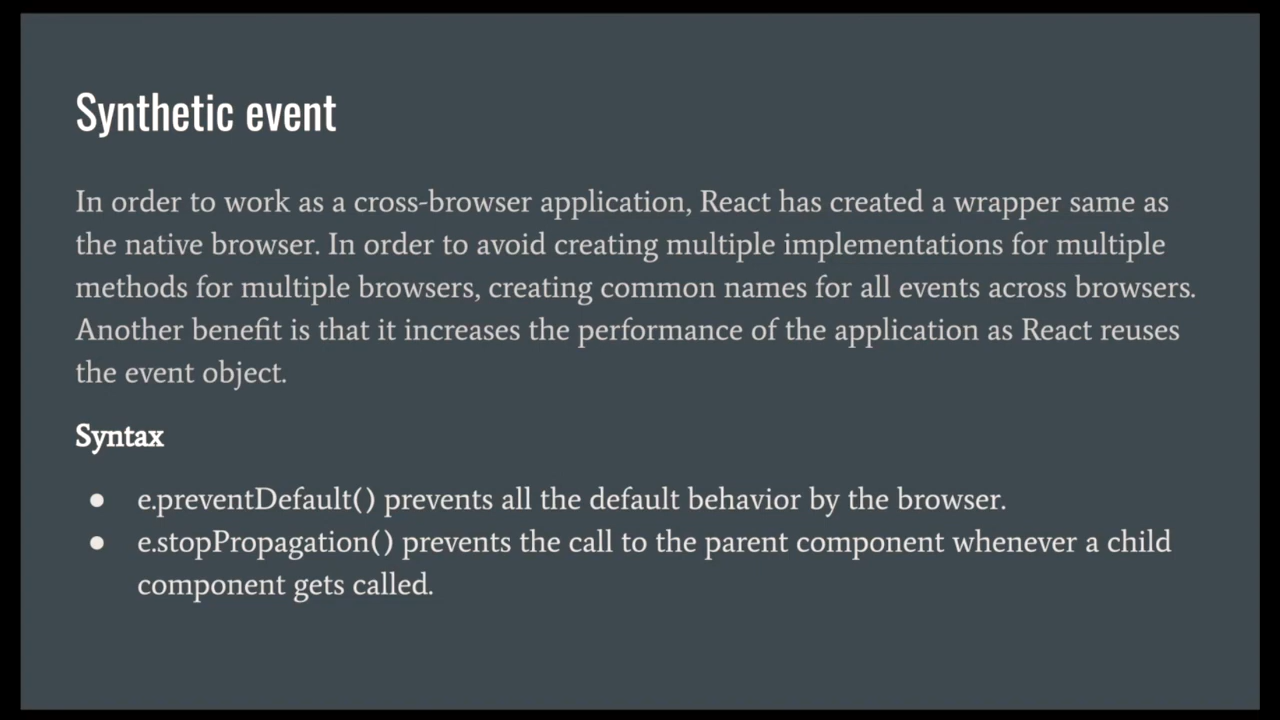 Synthetic event
In order to work as a cross-browser application, React has created a wrapper same as
the native browser. In order to avoid creating multiple implementations for multiple
methods for multiple browsers, creating common names for all events across browsers.
Another benefit is that it increases the performance of the application as React reuses
the event object.
Syntax
● e.preventDefault() prevents all the default behavior by the browser.
● e.stopPropagation() prevents the call to the parent component whenever a child
component gets called.